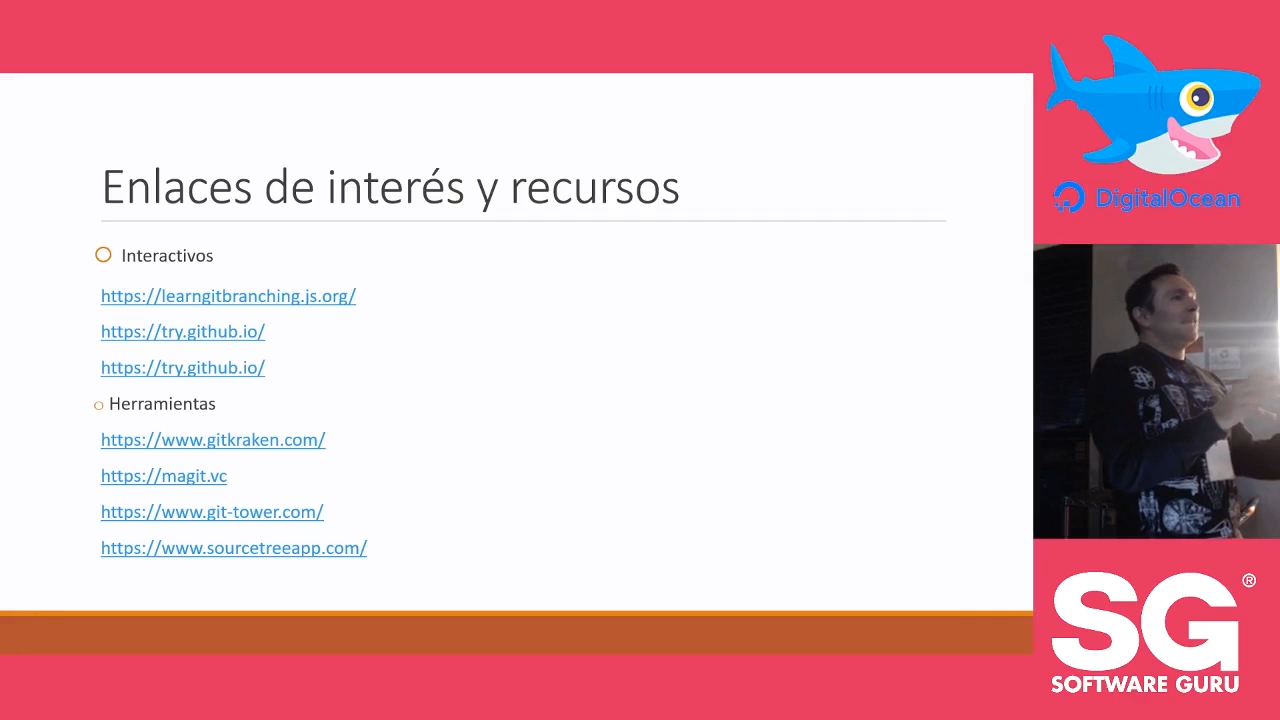 Enlaces de interés y recursos
Interactivos
https://learngitbranching.js.org/
https://try.github.io/
https://try.github.io/
Herramientas
https://www.gitkraken.com/
https://magit.vc
https://www.git-tower.com/
https://www.sourcetreeapp.com/
DigitalOcean
SG®
SOFTWARE GURU